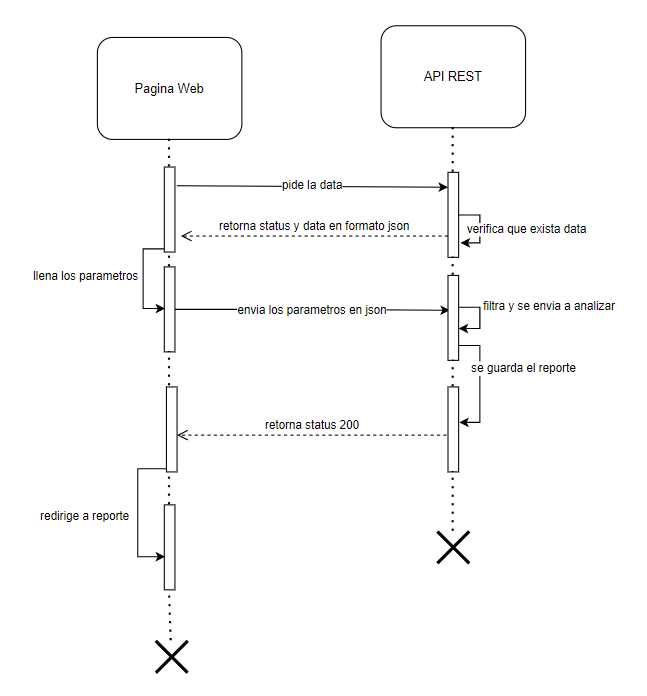 Pagina Web
API REST
pide la data
retorna status y data en formato json
verifica que exista data
llena los parametros
envia los parametros en json
filtra y se envia a analizar
se guarda el reporte
retorna status 200
redirige a reporte